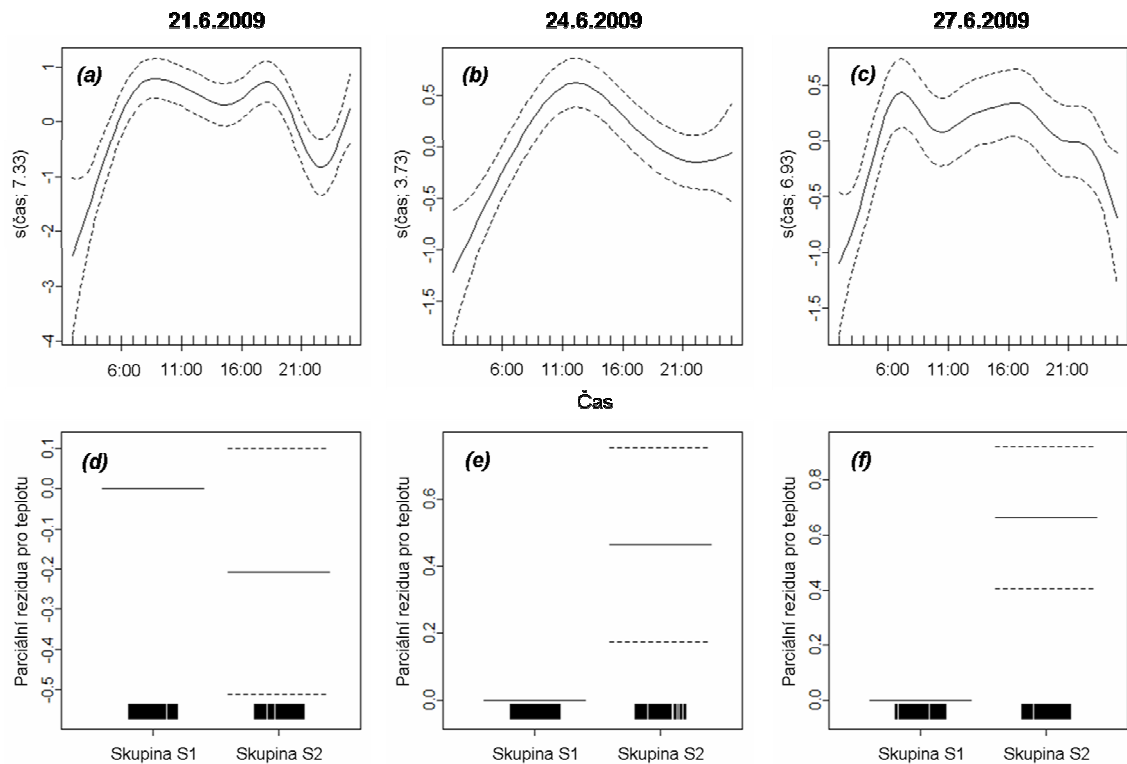 21.6.2009
24.6.2009
27.6.2009
(a)
s(čas; 7.33)
1
0
-1
-2
-3
-4
6:00 11:00 16:00 21:00
(b)
s(čas; 3.73)
0.5
0.0
-0.5
-1.0
-1.5
6:00 11:00 16:00 21:00
(c)
s(čas; 6.93)
0.5
0.0
-0.5
-1.0
-1.5
6:00 11:00 16:00 21:00
Čas
(d)
Parciální rezidua pro teplotu
0.1
0.0
-0.1
-0.2
-0.3
-0.4
-0.5
Skupina S1 Skupina S2
(e)
Parciální rezidua pro teplotu
0.6
0.4
0.2
0.0
Skupina S1 Skupina S2
(f)
Parciální rezidua pro teplotu
0.8
0.6
0.4
0.2
0.0
Skupina S1 Skupina S2